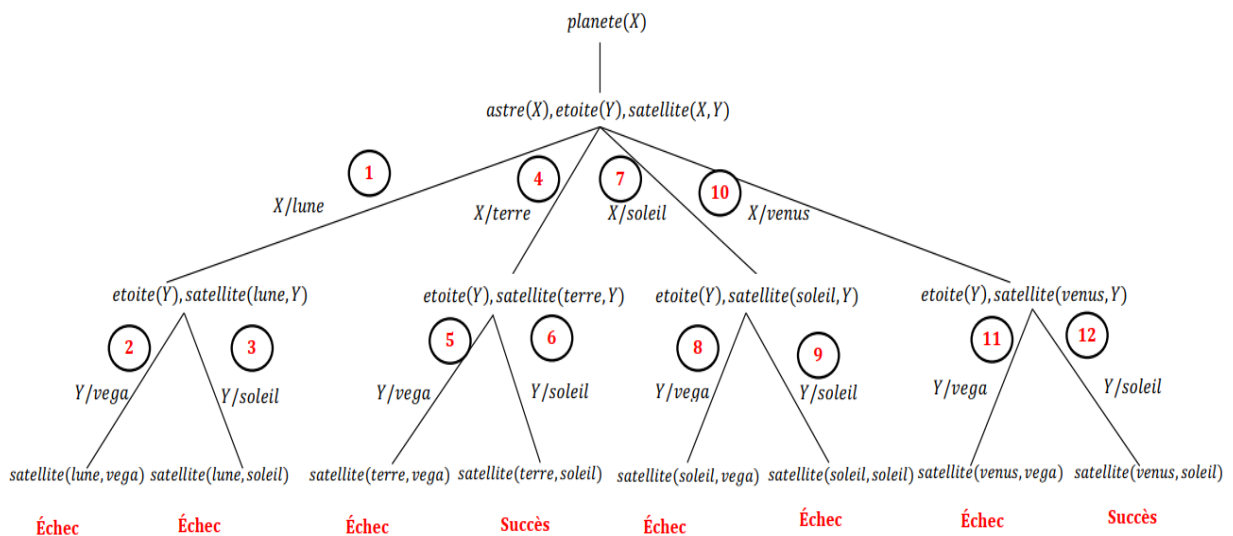 planete(X)
astre(X), etoite(Y), satellite(X, Y)
1
4
7
10
X/lune
X/terre
X/soleil
X/venus
etoite(Y), satellite(lune, Y)
etoite(Y), satellite(terre, Y)
etoite(Y), satellite(soleil, Y)
etoite(Y), satellite(venus, Y)
2
3
5
6
8
9
11
12
Y/vega
Y/soleil
Y/vega
Y/soleil
Y/vega
Y/soleil
Y/vega
Y/soleil
satellite(lune, vega)
satellite(lune, soleil)
satellite(terre, vega)
satellite(terre, soleil)
satellite(soleil, vega)
satellite(soleil, soleil)
satellite(venus, vega)
satellite(venus, soleil)
Échec
Échec
Échec
Succès
Échec
Échec
Échec
Succès